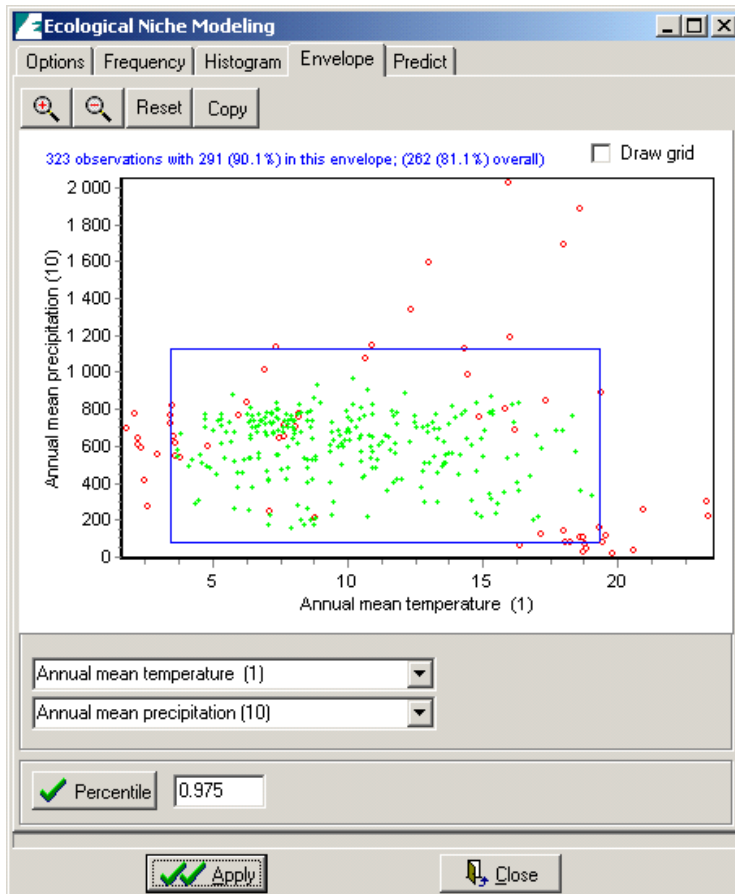 Ecological Niche Modeling
Options Frequency Histogram Envelope Predict
Reset Copy
323 observations with 291 (90.1%) in this envelope; (262 (81.1%) overall)
Draw grid
Annual mean precipitation (10)
2 000
1 800
1 600
1 400
1 200
1 000
800
600
400
200
0
5 10 15 20
Annual mean temperature (1)
Annual mean temperature (1)
Annual mean precipitation (10)
Percentile 0.975
Apply Close